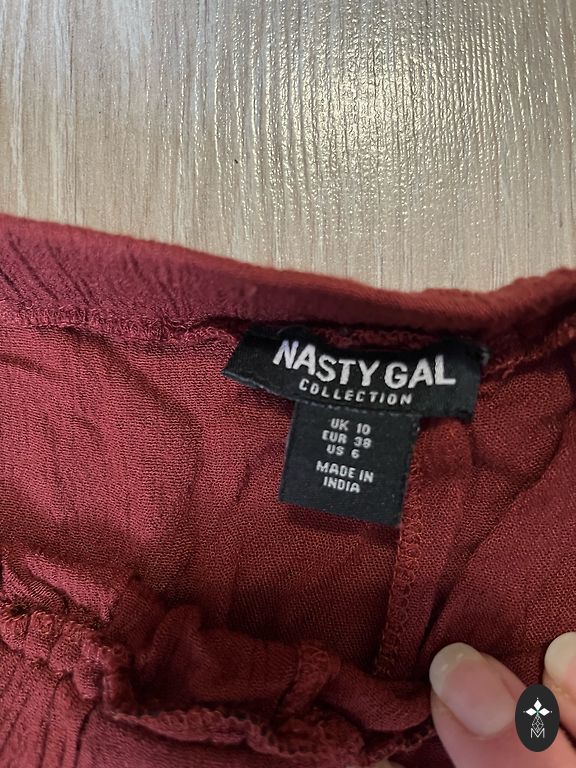 NASTY GAL
COLLECTION
UK 10
EUR 38
US 6
MADE IN
INDIA